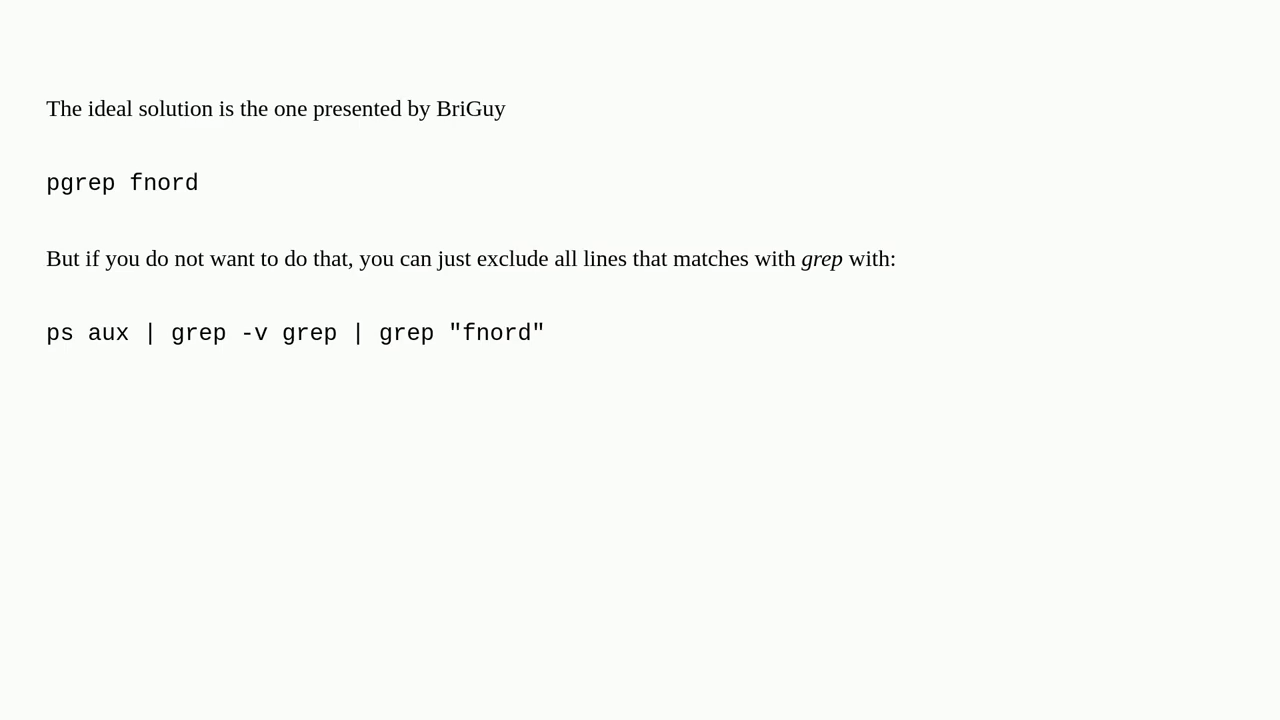 The ideal solution is the one presented by BriGuy
pgrep fnord
But if you do not want to do that, you can just exclude all lines that matches with grep with:
ps aux | grep -v grep | grep "fnord"